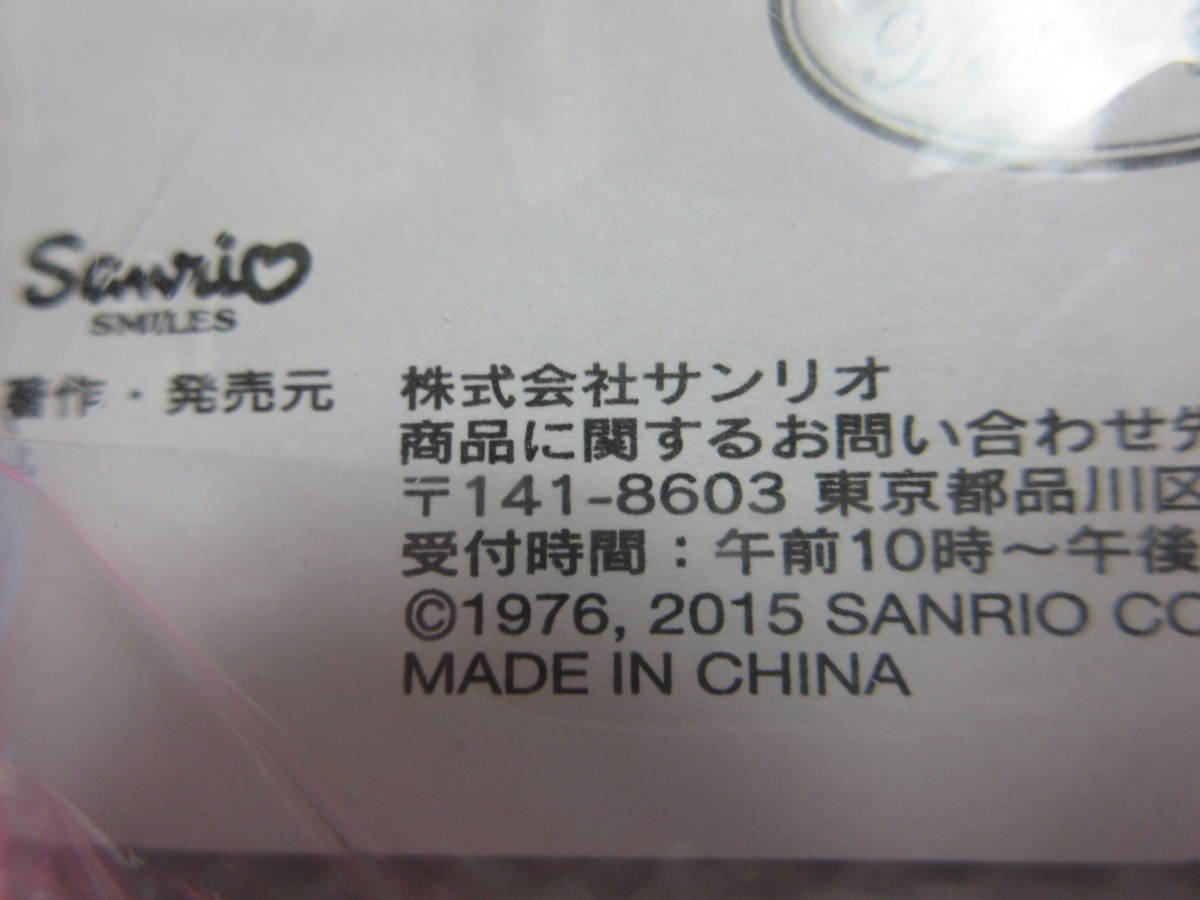 Sanrio
SMILES
著作・発売元
株式会社サンリオ
商品に関するお問い合わせ先
〒141-8603 東京都品川区
受付時間：午前10時～午後
©1976, 2015 SANRIO CO
MADE IN CHINA